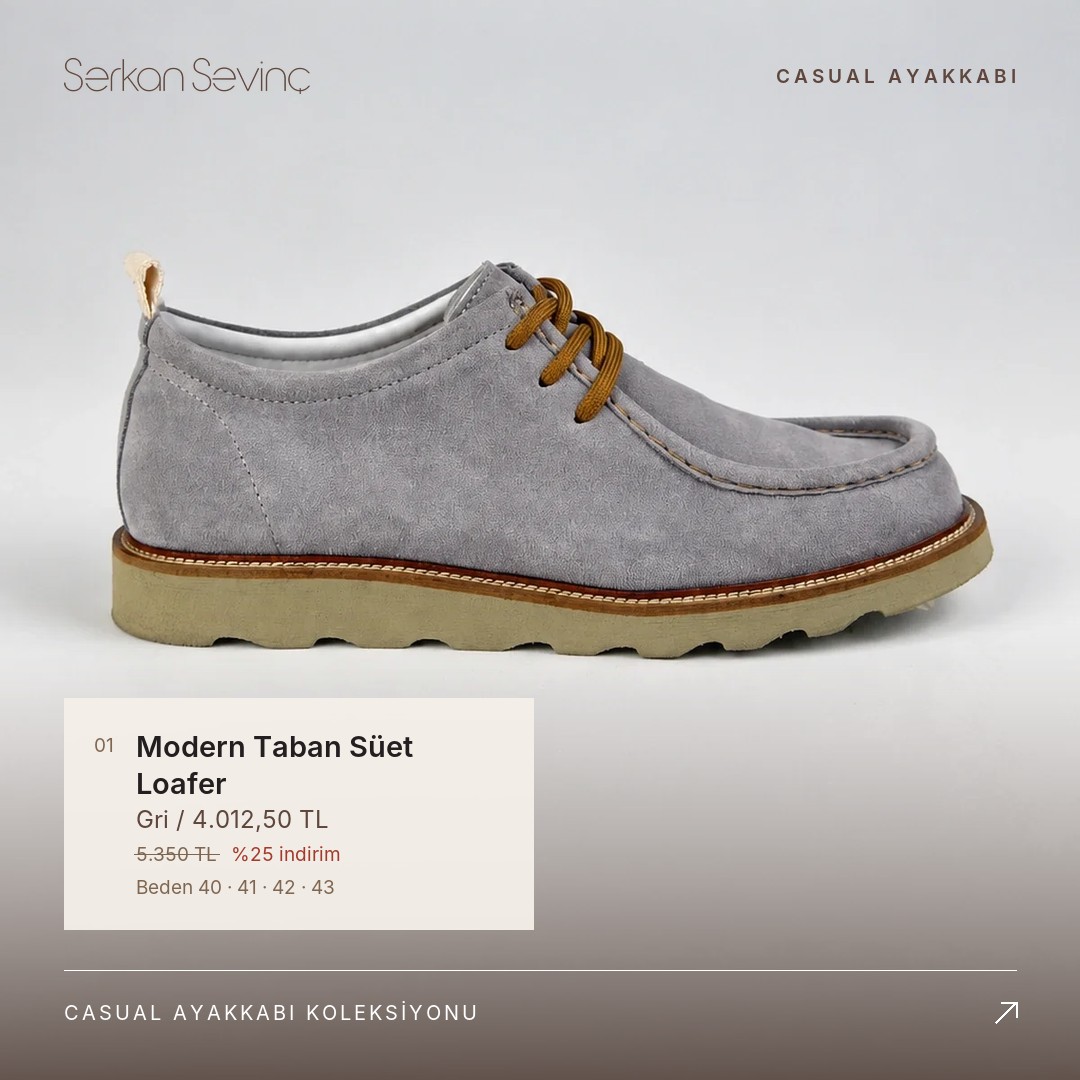 Serkan Sevinç
CASUAL AYAKKABI
01
Modern Taban Süet
Loafer
Gri / 4.012,50 TL
5.350 TL %25 indirim
Beden 40 · 41 · 42 · 43
CASUAL AYAKKABI KOLEKSİYONU